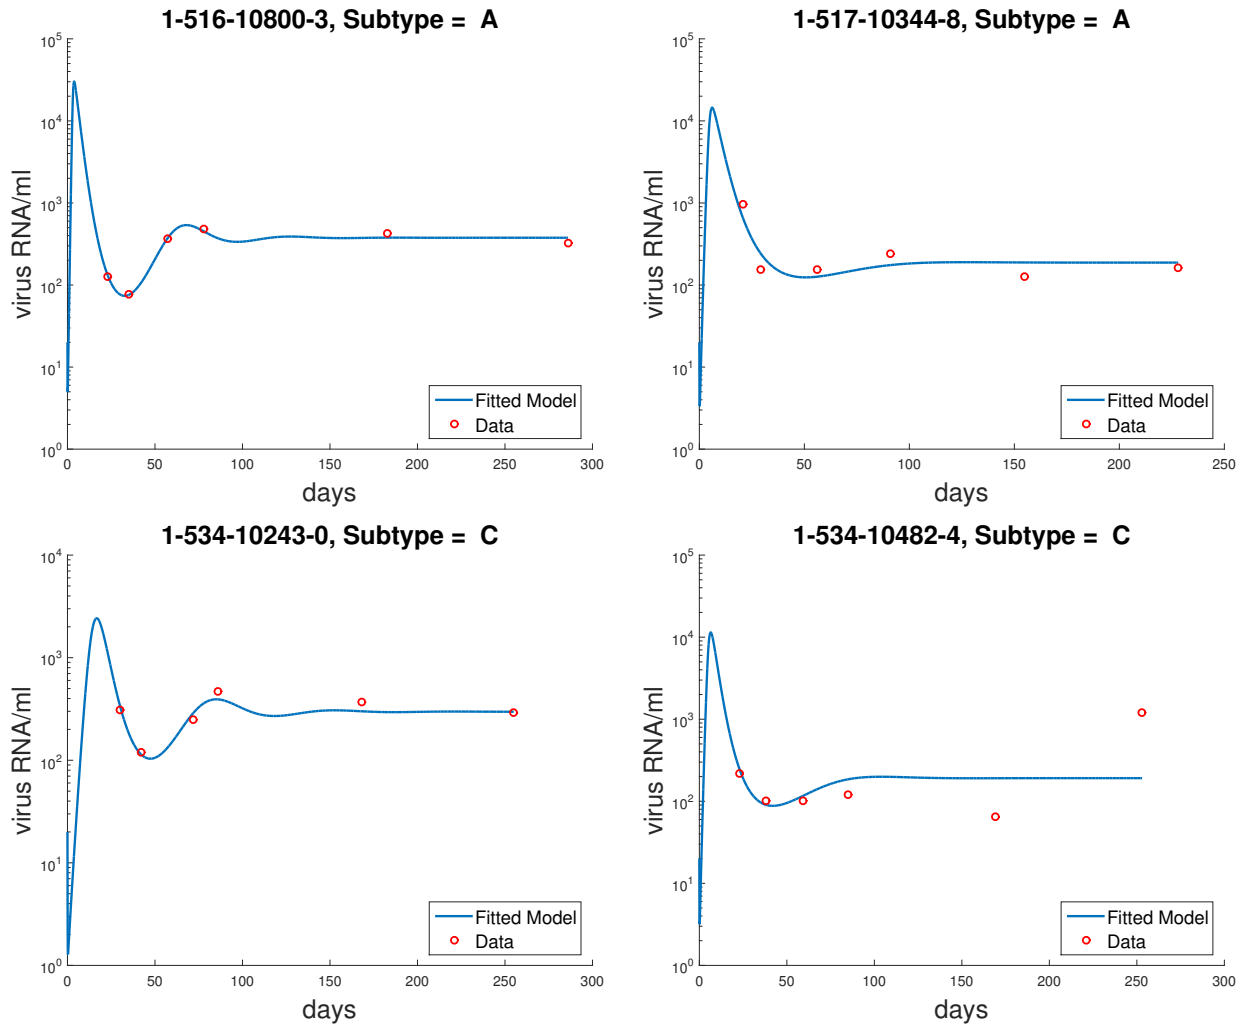 1-516-10800-3, Subtype = A
virus RNA/ml
10^5
10^4
10^3
10^2
10^1
10^0
0 50 100 150 200 250 300
days
Fitted Model
Data
1-517-10344-8, Subtype = A
virus RNA/ml
10^5
10^4
10^3
10^2
10^1
10^0
0 50 100 150 200 250
days
Fitted Model
Data
1-534-10243-0, Subtype = C
virus RNA/ml
10^4
10^3
10^2
10^1
10^0
0 50 100 150 200 250 300
days
Fitted Model
Data
1-534-10482-4, Subtype = C
virus RNA/ml
10^5
10^4
10^3
10^2
10^1
10^0
0 50 100 150 200 250 300
days
Fitted Model
Data